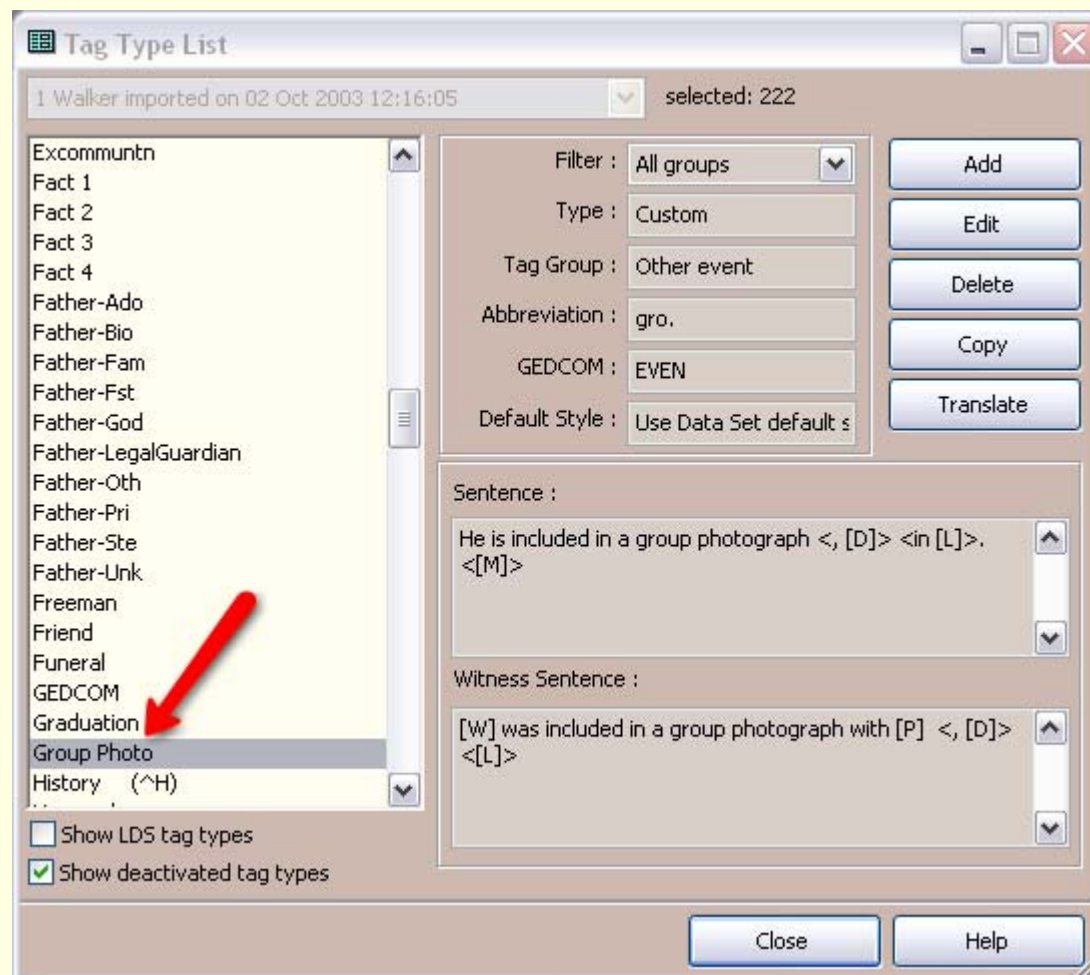 Tag Type List
1 Walker imported on 02 Oct 2003 12:16:05
selected: 222
Excommuntn
Fact 1
Fact 2
Fact 3
Fact 4
Father-Ado
Father-Bio
Father-Fam
Father-Fst
Father-God
Father-LegalGuardian
Father-Oth
Father-Pri
Father-Ste
Father-Unk
Freeman
Friend
Funeral
GEDCOM
Graduation
Group Photo
History (^H)
Show LDS tag types
Show deactivated tag types
Filter : All groups
Type : Custom
Tag Group : Other event
Abbreviation : gro.
GEDCOM : EVEN
Default Style : Use Data Set default s
Add
Edit
Delete
Copy
Translate
Sentence :
He is included in a group photograph <, [D]> <in [L]>.
<[M]>
Witness Sentence :
[W] was included in a group photograph with [P] <, [D]>
<[L]>
Close
Help